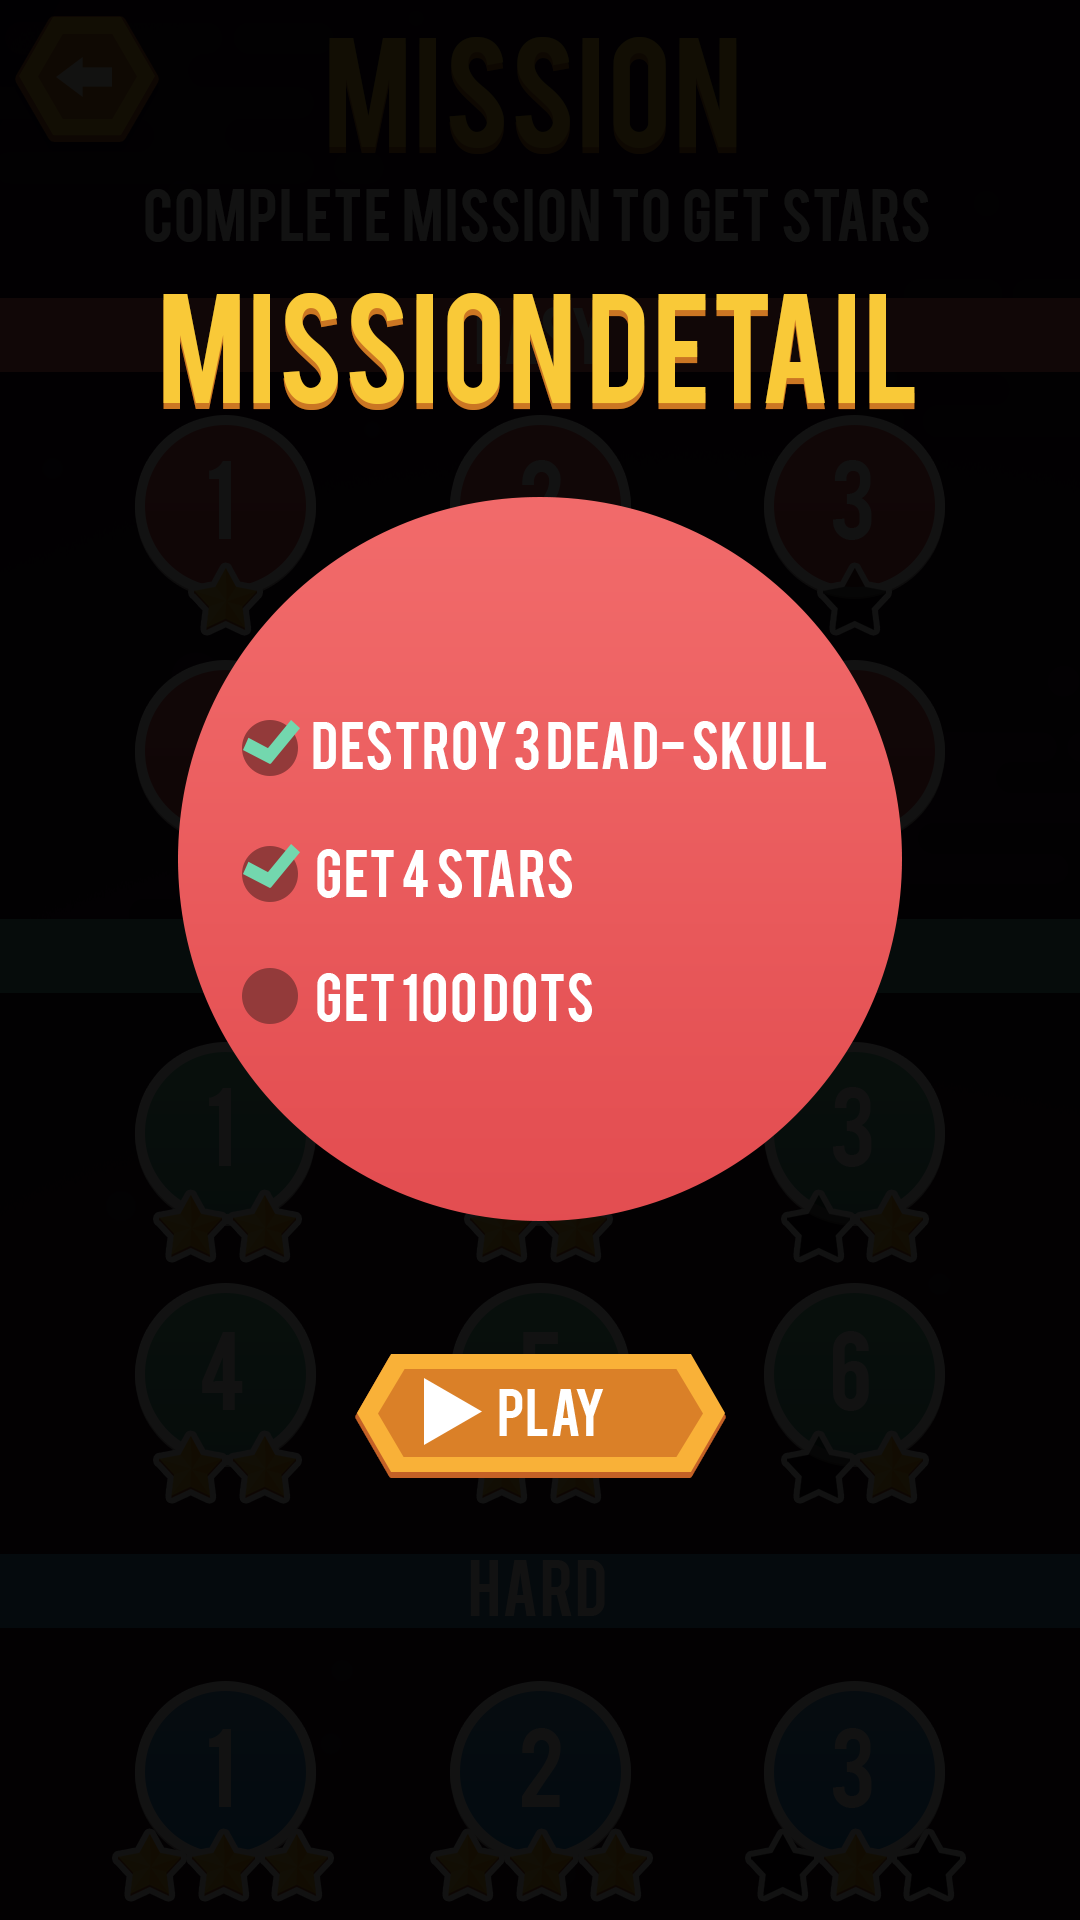 MISSION
COMPLETE MISSION TO GET STARS
MISSION DETAIL
1 2 3
DESTROY 3 DEAD- SKULL
GET 4 STARS
GET 100 DOTS
1 3
4 5 6
PLAY
HARD
1 2 3